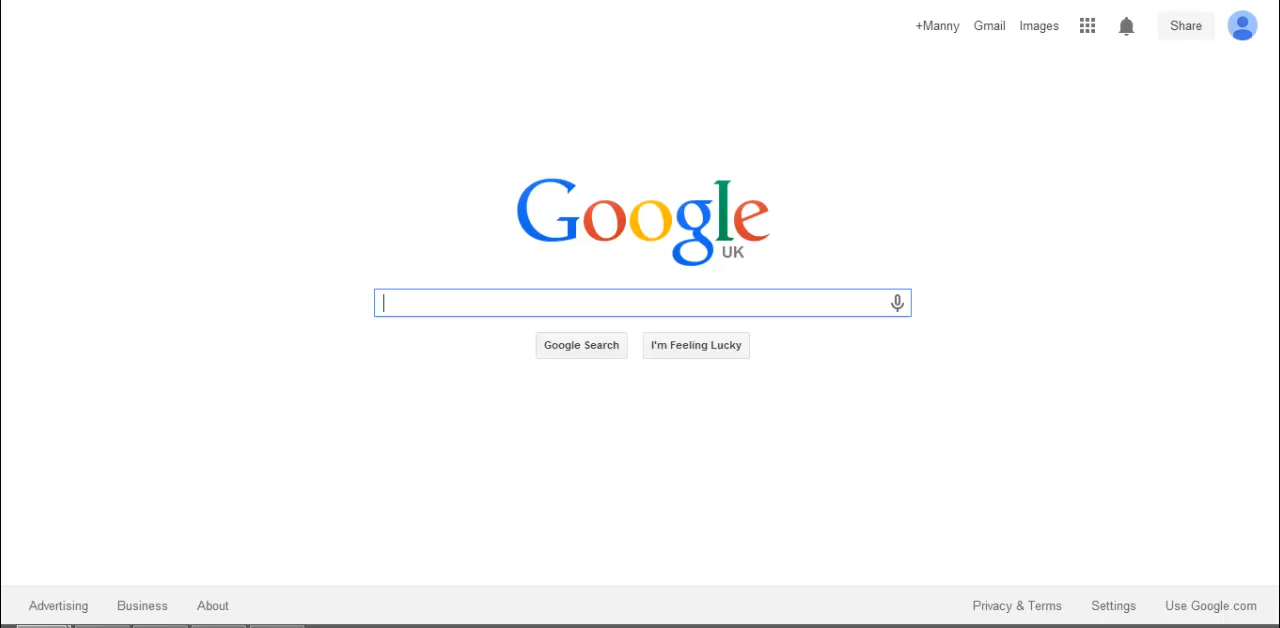 +Manny Gmail Images Share
Google
UK
Google Search I'm Feeling Lucky
Advertising Business About Privacy & Terms Settings Use Google.com